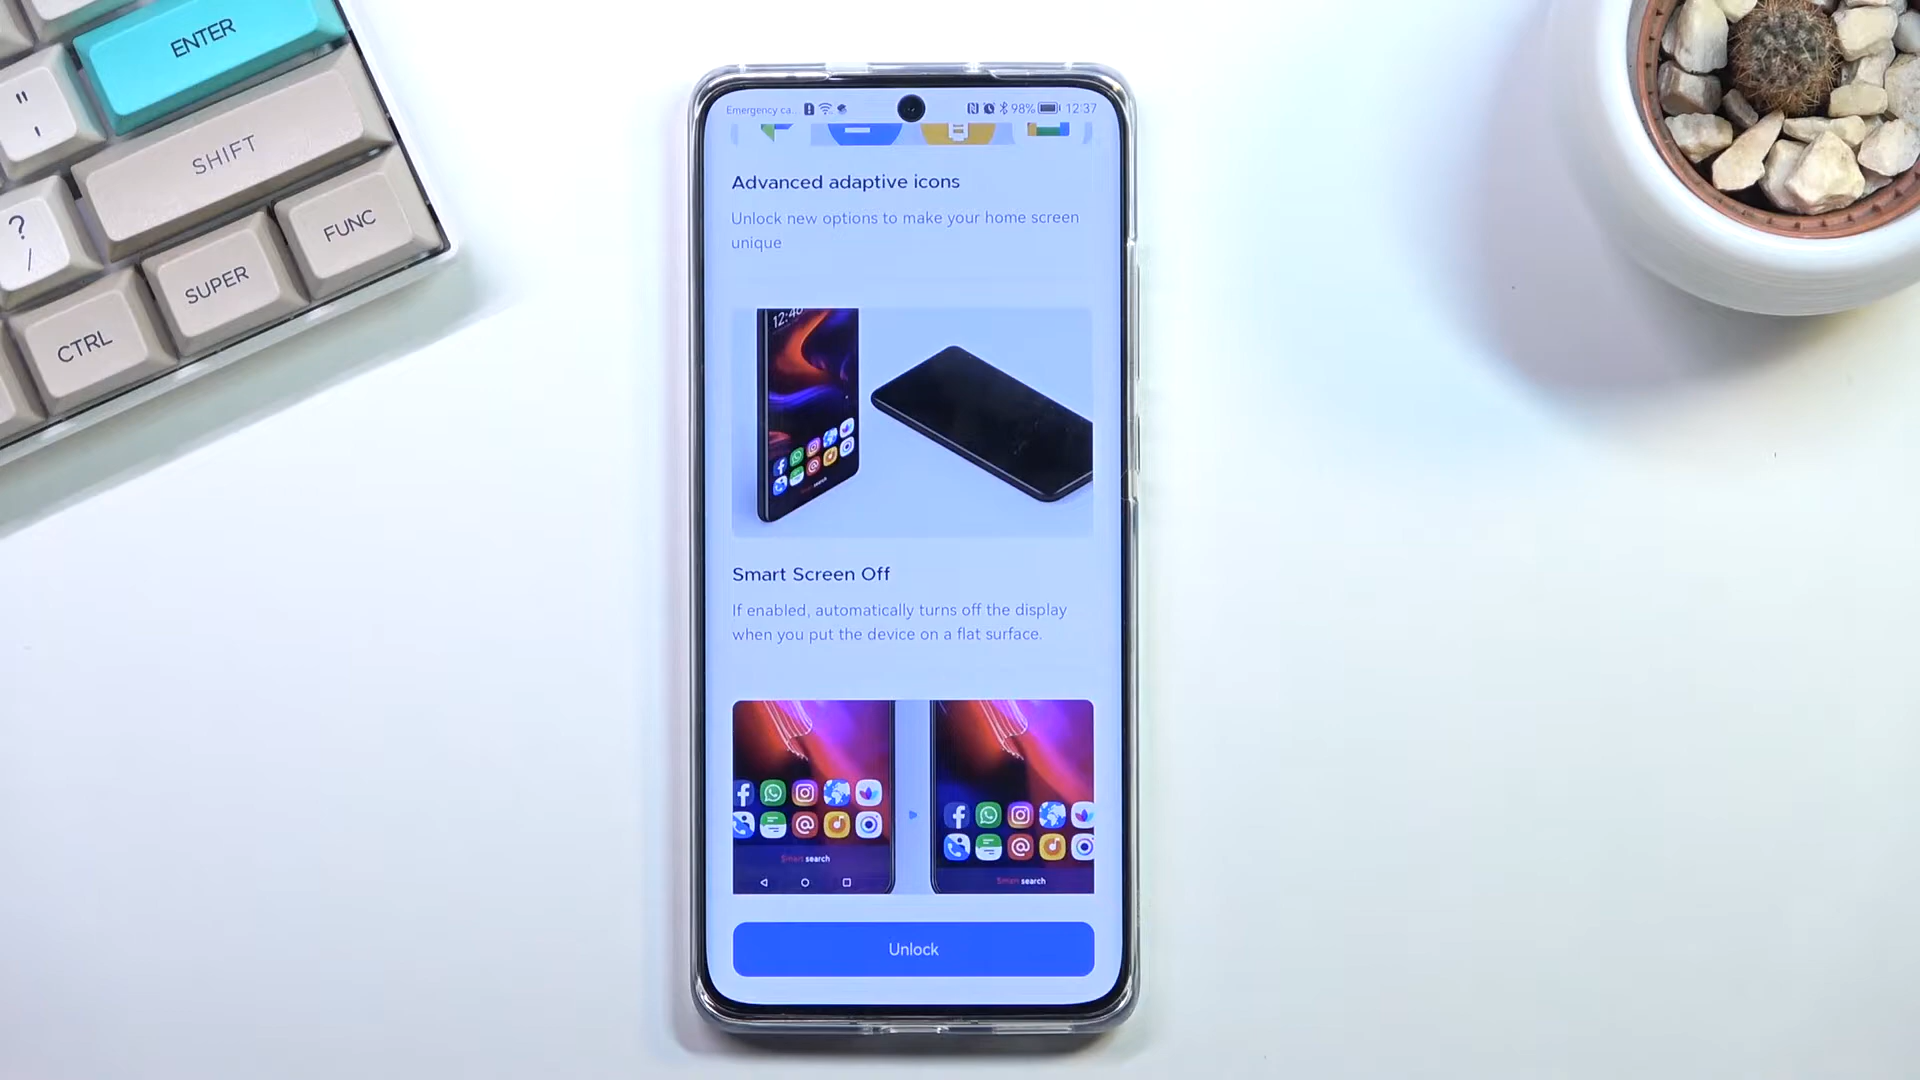 ENTER
"
'
SHIFT
?
/
FUNC
SUPER
CTRL
Emergency ca..
98%
12:37
Advanced adaptive icons
Unlock new options to make your home screen
unique
12:40
Smart search
Smart Screen Off
If enabled, automatically turns off the display
when you put the device on a flat surface.
Smart search
Smart search
Unlock